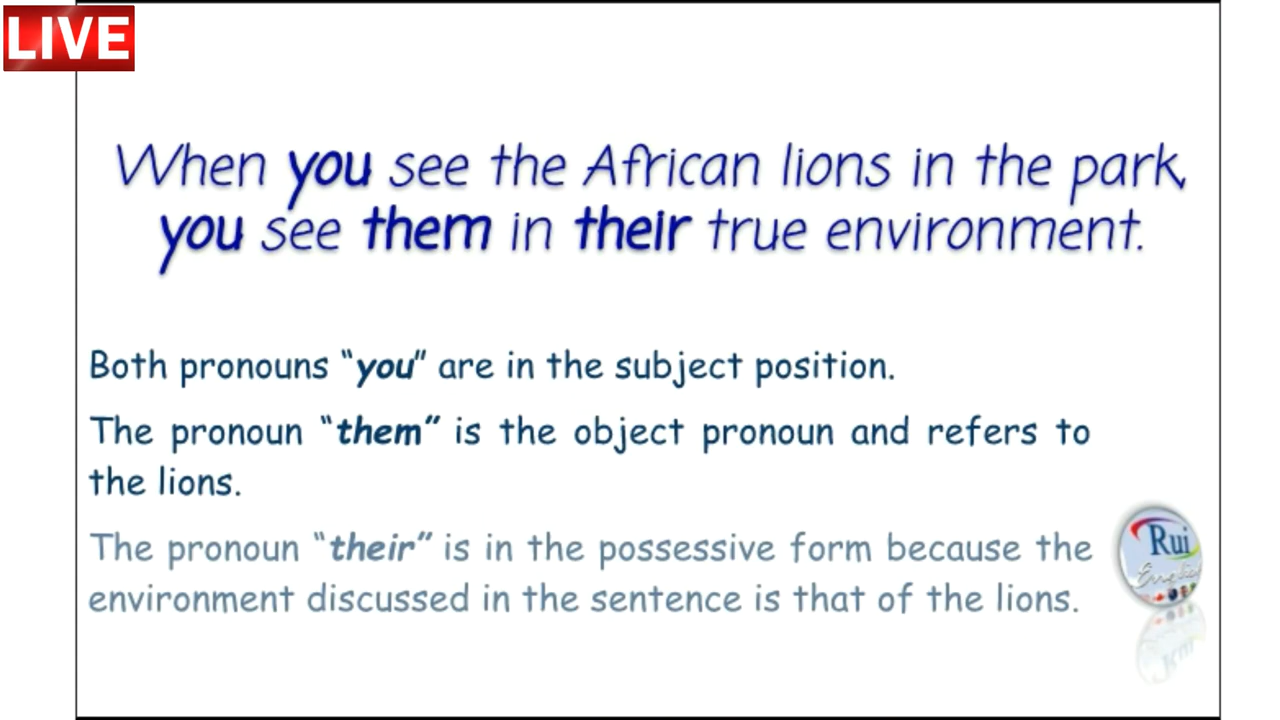 LIVE
When you see the African lions in the park,
you see them in their true environment.
Both pronouns “you” are in the subject position.
The pronoun “them” is the object pronoun and refers to
the lions.
The pronoun “their” is in the possessive form because the
environment discussed in the sentence is that of the lions.
Rui
English